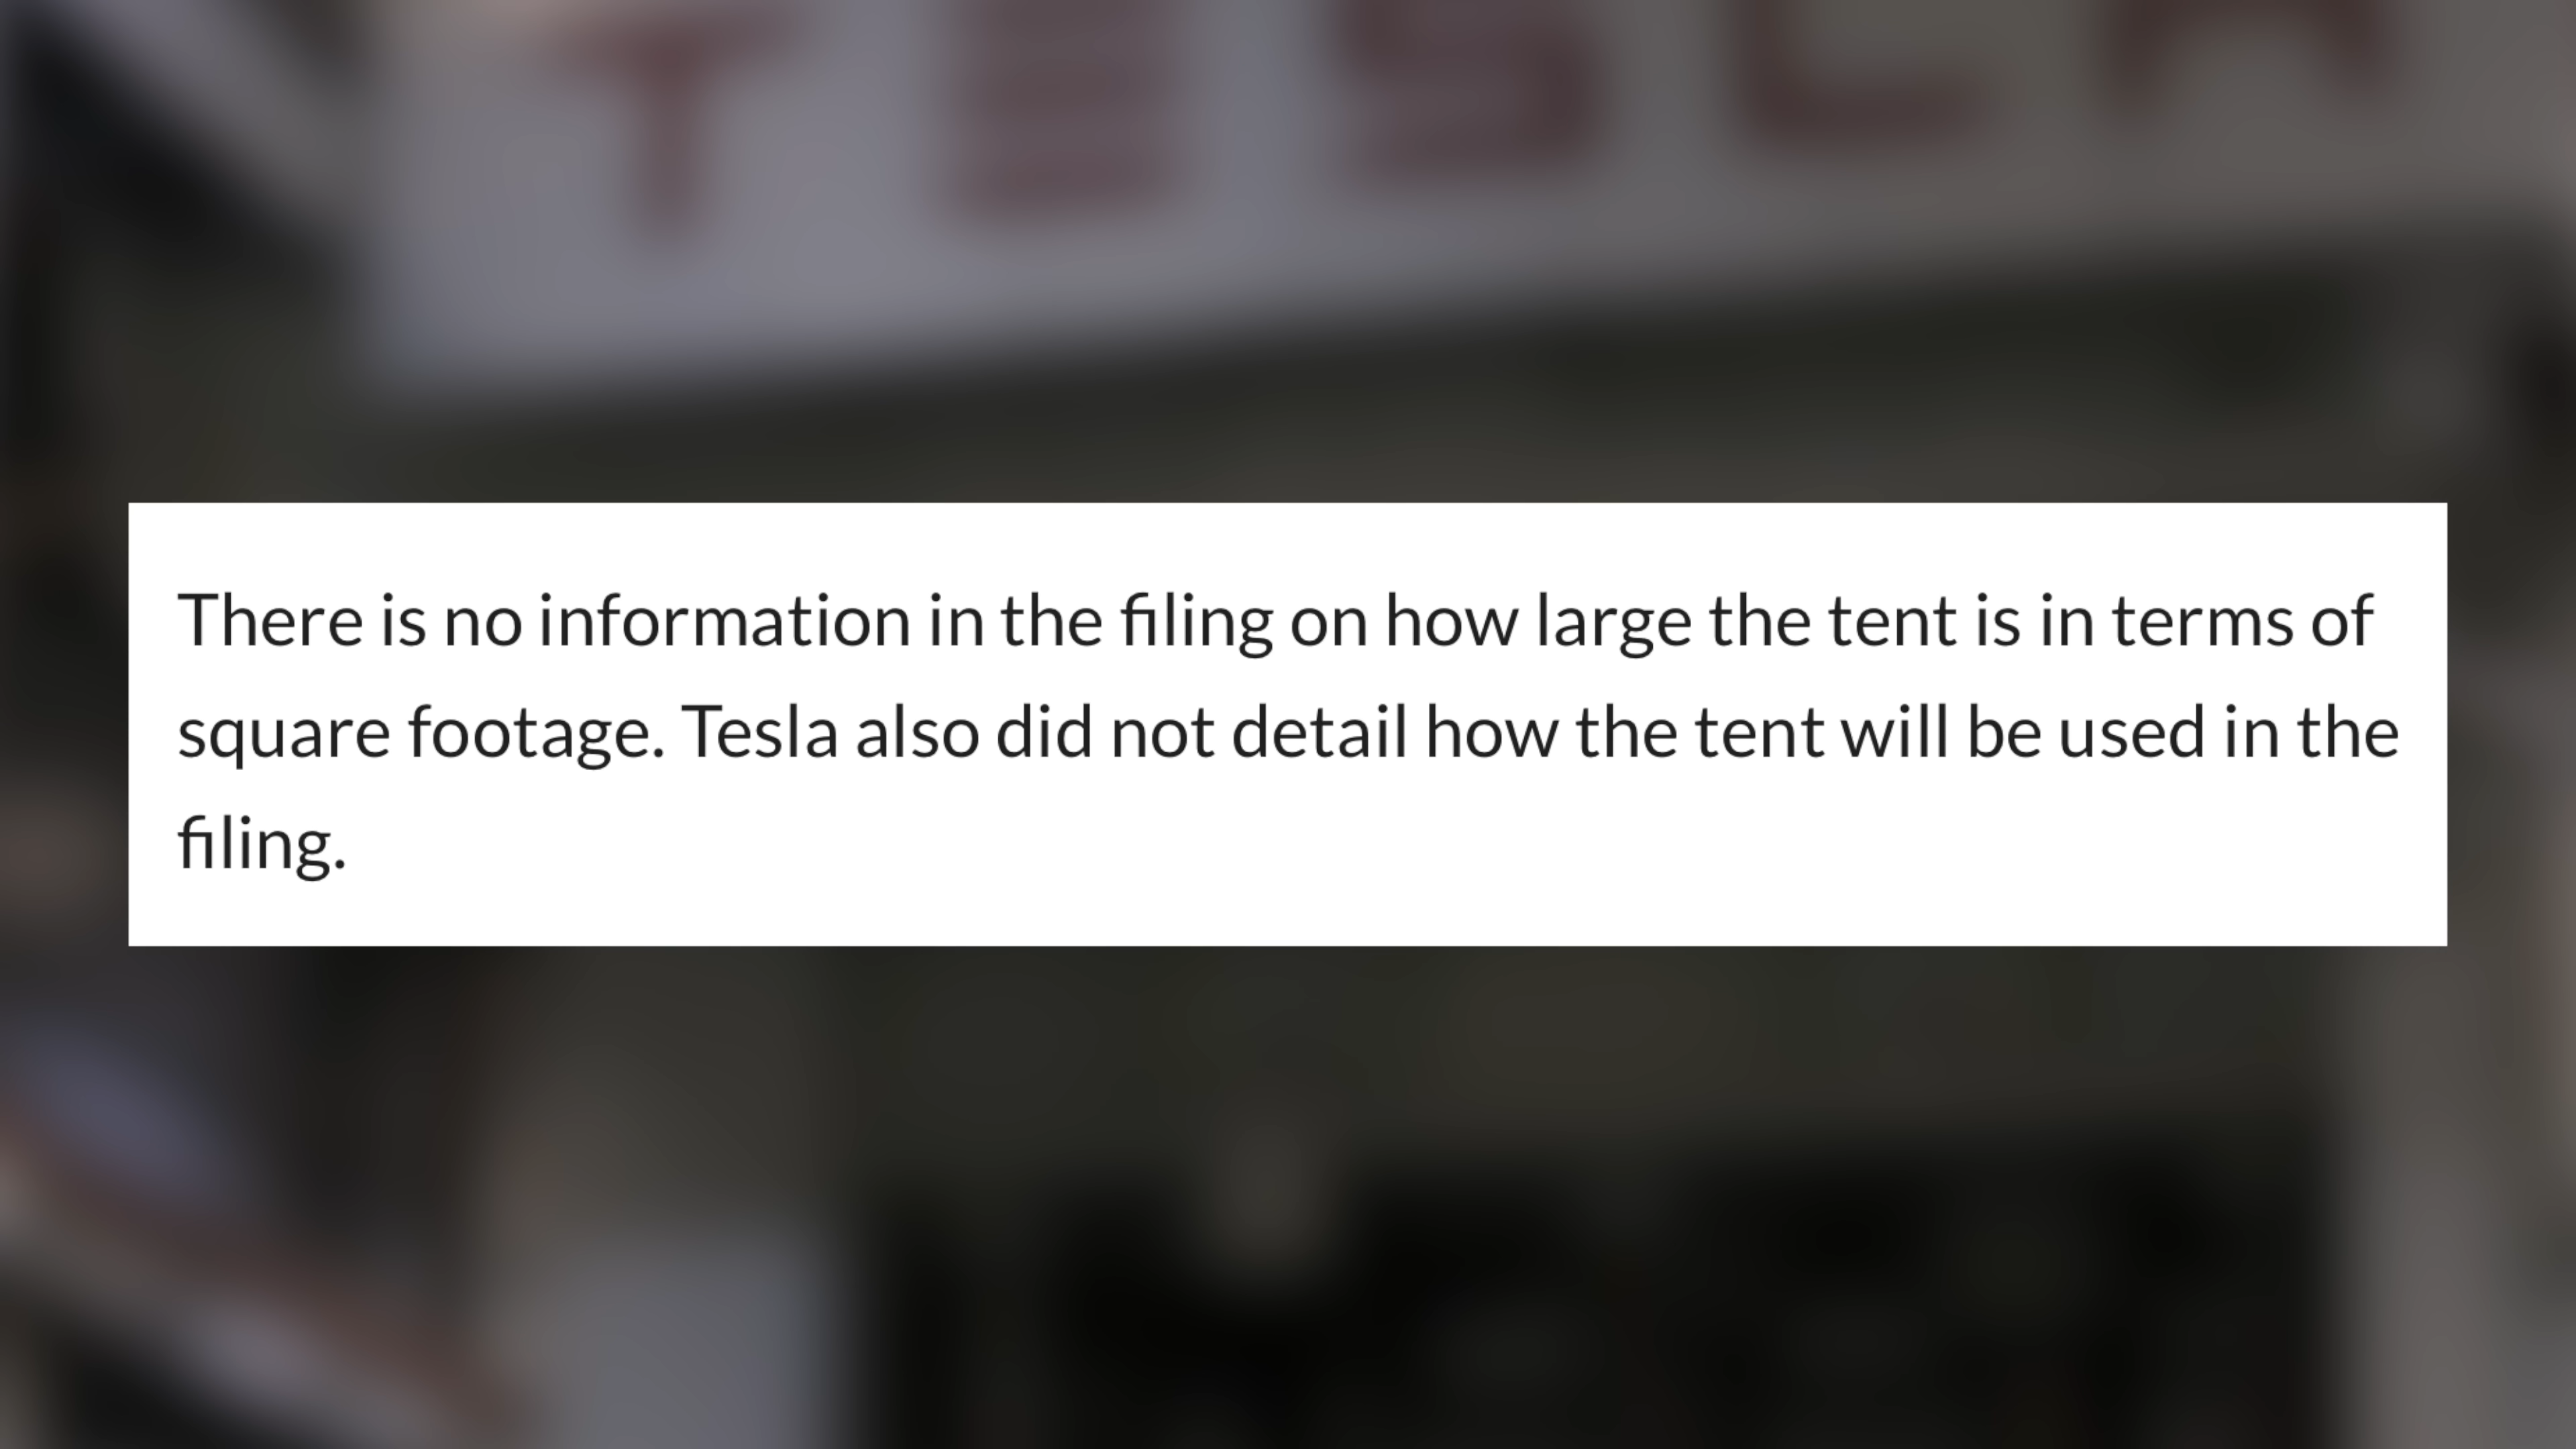 TESLA
There is no information in the filing on how large the tent is in terms of
square footage. Tesla also did not detail how the tent will be used in the
filing.